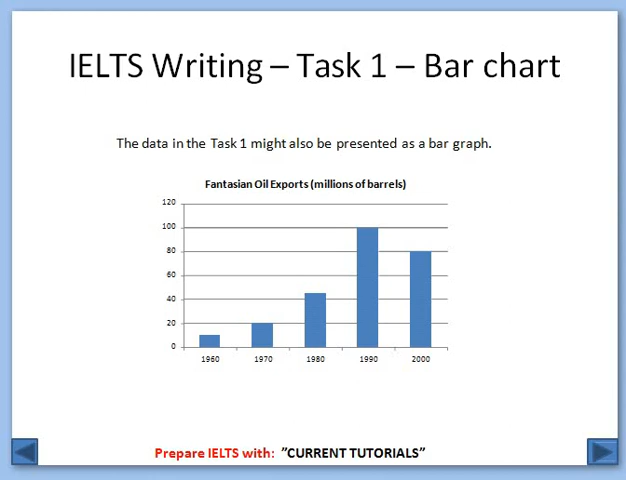 IELTS Writing – Task 1 – Bar chart
The data in the Task 1 might also be presented as a bar graph.
Fantasian Oil Exports (millions of barrels)
120
100
80
60
40
20
0
1960 1970 1980 1990 2000
Prepare IELTS with: ”CURRENT TUTORIALS”